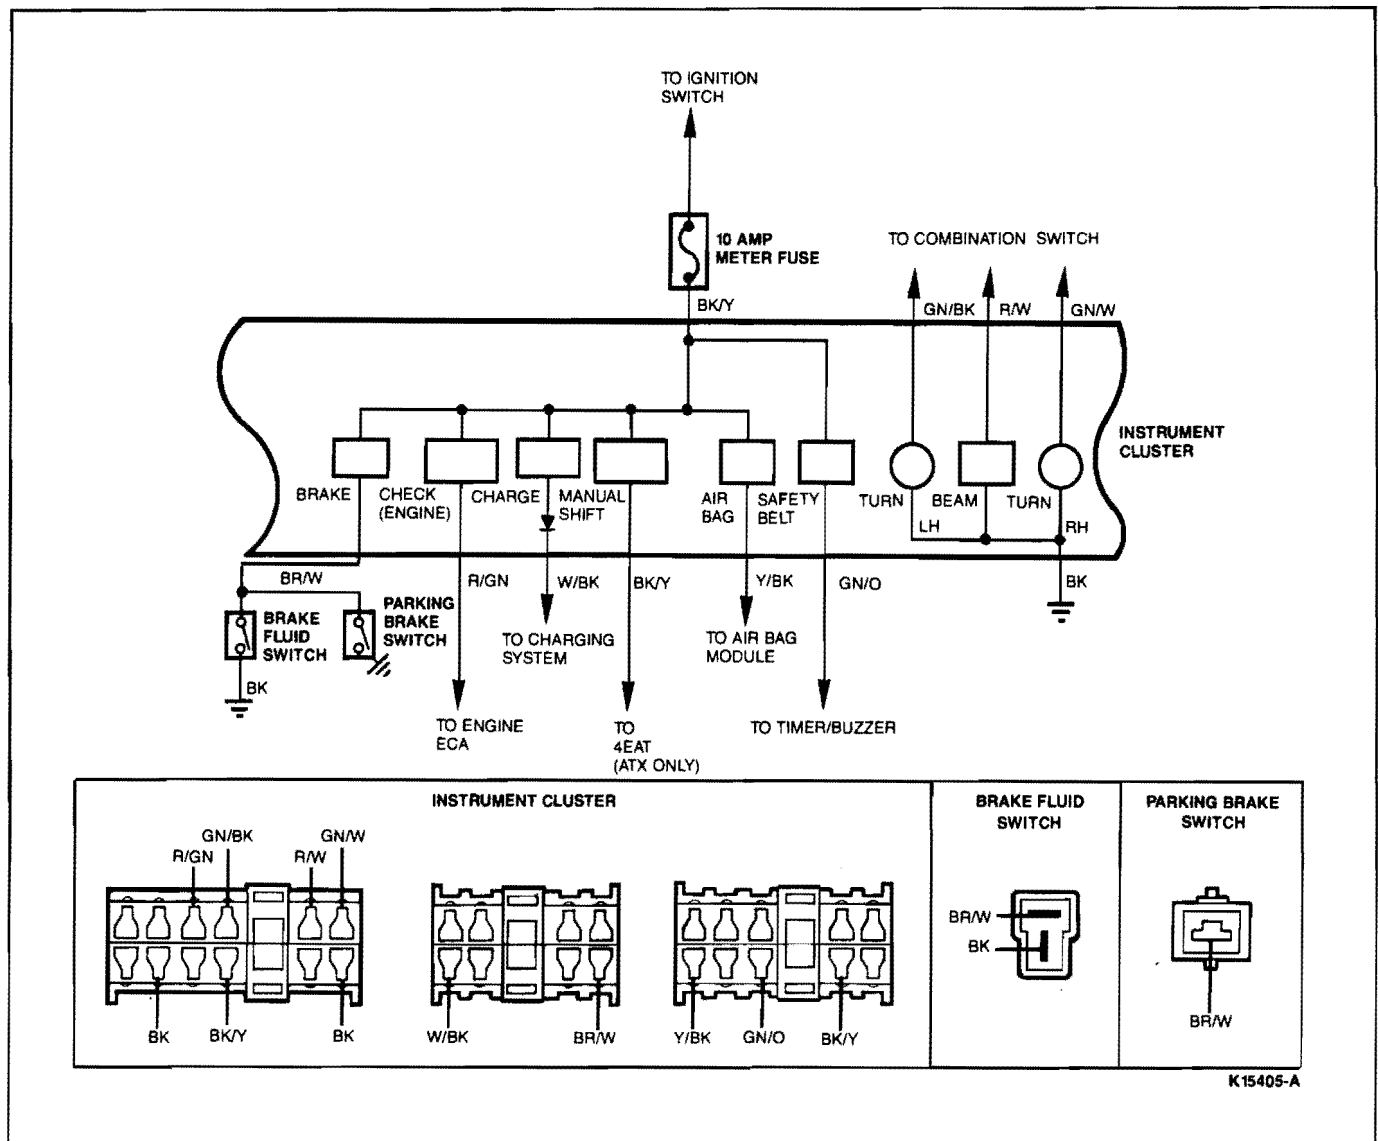 TO IGNITION
SWITCH
10 AMP
METER FUSE
TO COMBINATION SWITCH
BK/Y
GN/BK
R/W
GN/W
INSTRUMENT
CLUSTER
BRAKE
CHECK
(ENGINE)
CHARGE
MANUAL
SHIFT
AIR
BAG
SAFETY
BELT
TURN
BEAM
TURN
LH
RH
BR/W
R/GN
W/BK
BK/Y
Y/BK
GN/O
BK
BRAKE
FLUID
SWITCH
PARKING
BRAKE
SWITCH
TO CHARGING
SYSTEM
TO AIR BAG
MODULE
BK
TO ENGINE
ECA
TO
4EAT
(ATX ONLY)
TO TIMER/BUZZER
INSTRUMENT CLUSTER
BRAKE FLUID
SWITCH
PARKING BRAKE
SWITCH
GN/BK
GN/W
R/GN
R/W
BR/W
BK
BK
BK/Y
BK
W/BK
BR/W
Y/BK
GN/O
BK/Y
BR/W
K15405-A